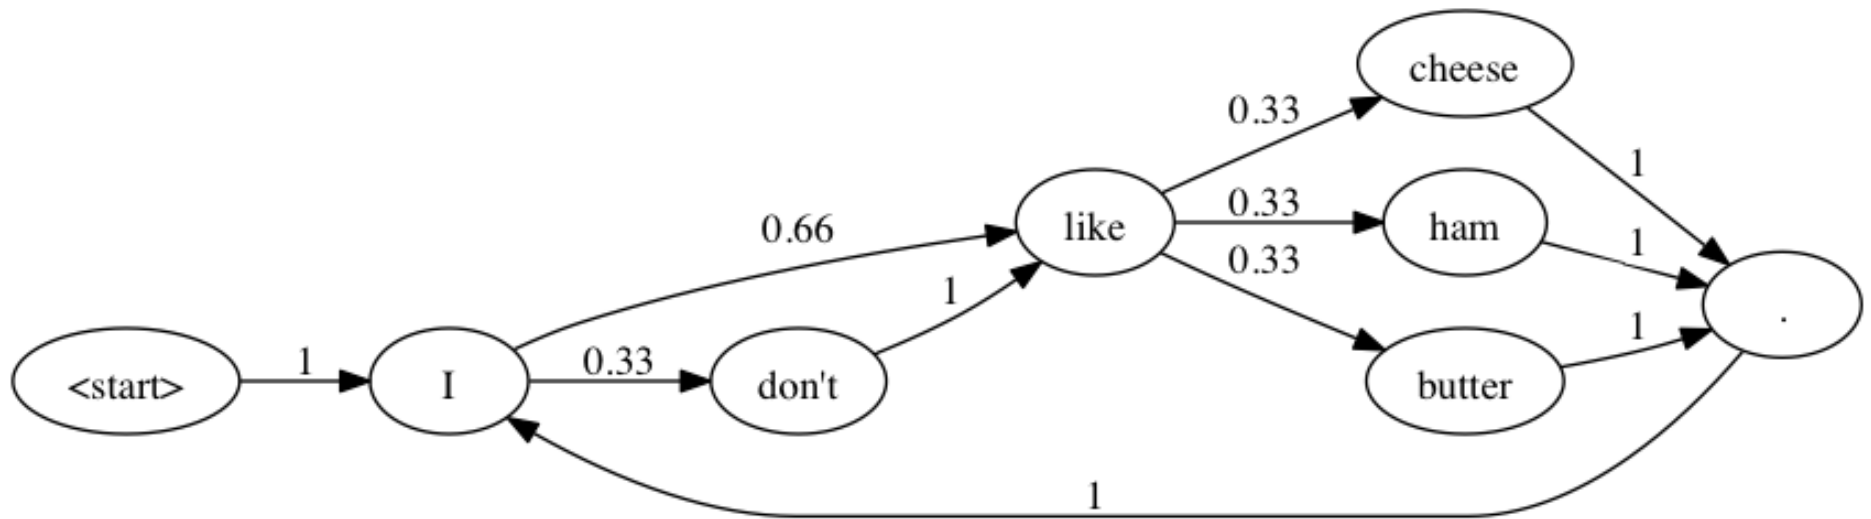 cheese
0.33
1
0.66
like
0.33
ham
1
0.33
1
1
<start>
1
I
0.33
don't
butter
.
1